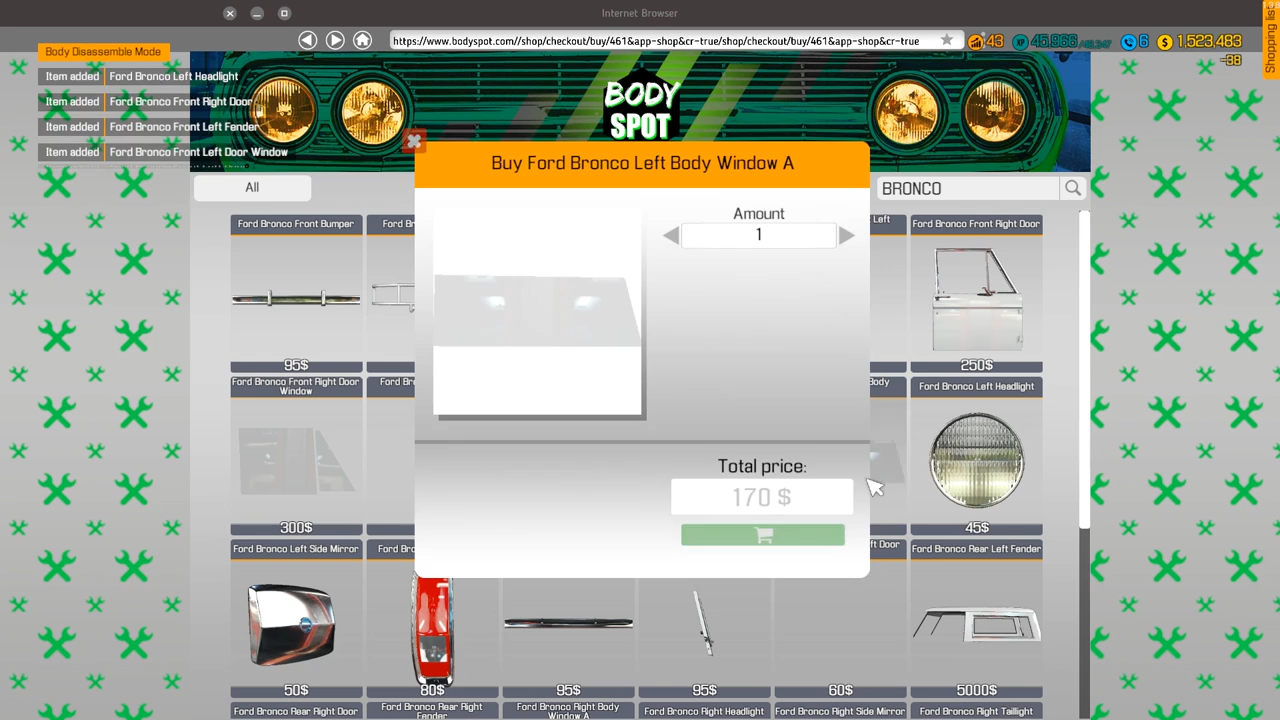 Internet Browser
https://www.bodyspot.com//shop/checkout/buy/461&app-shop&cr-true/shop/checkout/buy/461&app-shop&cr-true
43
45,966
6
$ 1,523,483
-38
Shopping list
Body Disassemble Mode
Item added Ford Bronco Left Headlight
Item added Ford Bronco Front Right Door
Item added Ford Bronco Front Left Fender
Item added Ford Bronco Front Left Door Window
BODY
SPOT
All
BRONCO
Buy Ford Bronco Left Body Window A
Amount
1
Total price:
170 $
Ford Bronco Front Bumper
Left
Ford Bronco Front Right Door
95$
250$
Ford Bronco Front Right Door
Window
Body
Ford Bronco Left Headlight
300$
45$
Ford Bronco Left Side Mirror
Door
Ford Bronco Rear Left Fender
50$
80$
95$
95$
60$
5000$
Ford Bronco Rear Right Door
Ford Bronco Rear Right
Fender
Ford Bronco Right Body
Window A
Ford Bronco Right Headlight
Ford Bronco Right Side Mirror
Ford Bronco Right Taillight